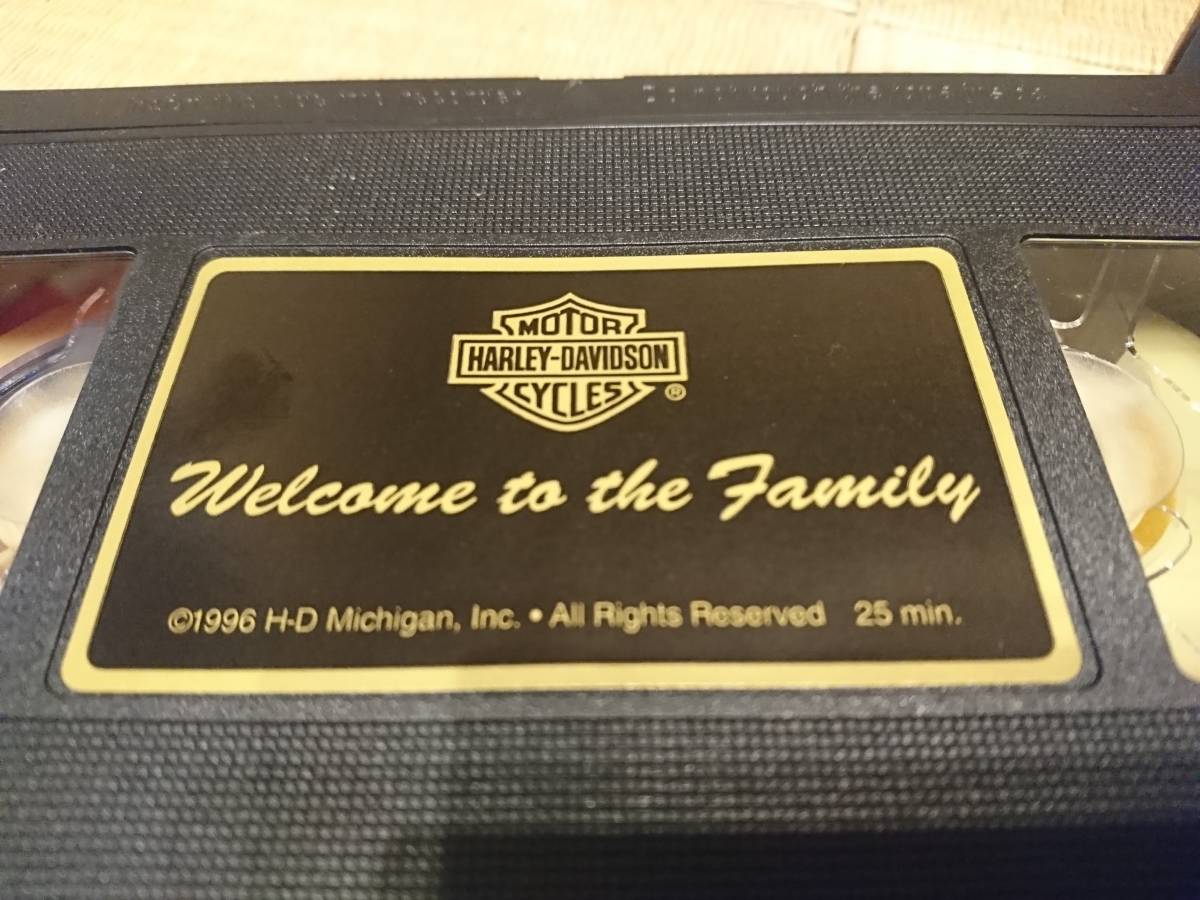 MOTOR
HARLEY-DAVIDSON
CYCLES
®
Welcome to the Family
©1996 H-D Michigan, Inc. • All Rights Reserved 25 min.